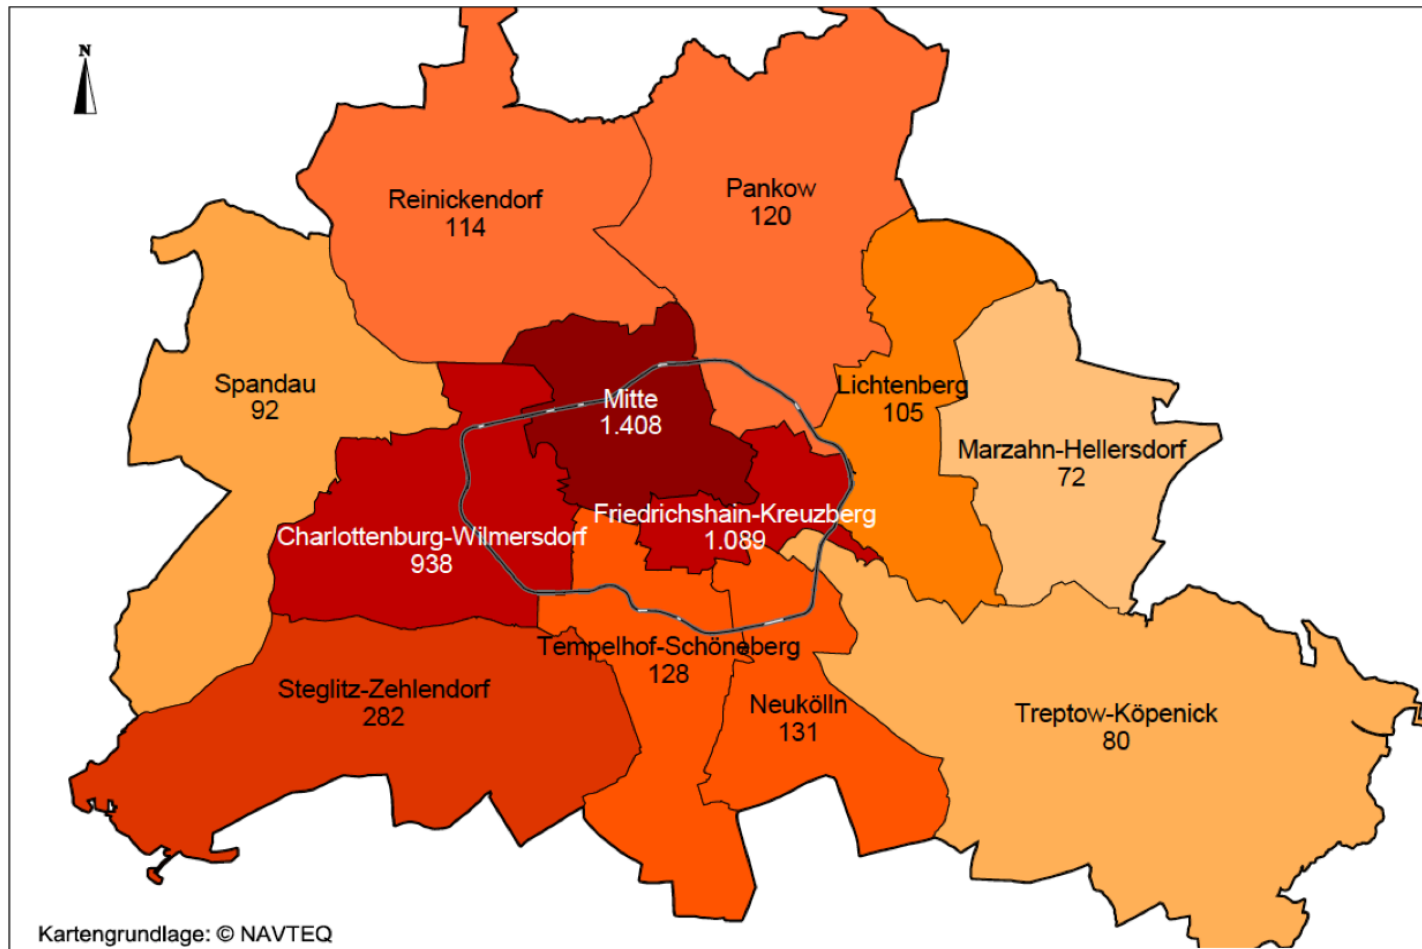 N
Reinickendorf
114
Pankow
120
Spandau
92
Mitte
1.408
Lichtenberg
105
Marzahn-Hellersdorf
72
Charlottenburg-Wilmersdorf
938
Friedrichshain-Kreuzberg
1.089
Tempelhof-Schöneberg
128
Steglitz-Zehlendorf
282
Neukölln
131
Treptow-Köpenick
80
Kartengrundlage: © NAVTEQ